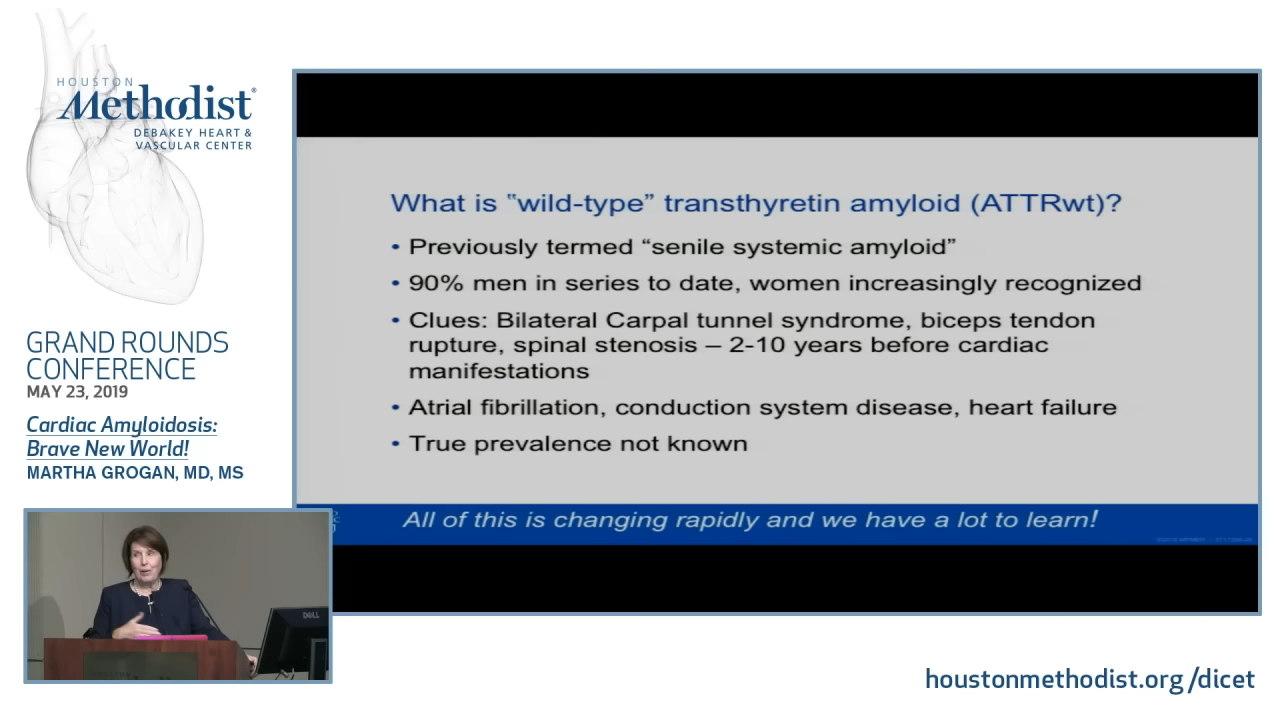 HOUSTON
Methodist®
DEBAKEY HEART &
VASCULAR CENTER
GRAND ROUNDS
CONFERENCE
MAY 23, 2019
Cardiac Amyloidosis:
Brave New World!
MARTHA GROGAN, MD, MS
What is “wild-type” transthyretin amyloid (ATTRwt)?
• Previously termed “senile systemic amyloid”
• 90% men in series to date, women increasingly recognized
• Clues: Bilateral Carpal tunnel syndrome, biceps tendon
rupture, spinal stenosis – 2-10 years before cardiac
manifestations
• Atrial fibrillation, conduction system disease, heart failure
• True prevalence not known
All of this is changing rapidly and we have a lot to learn!
DELL
houstonmethodist.org/dicet